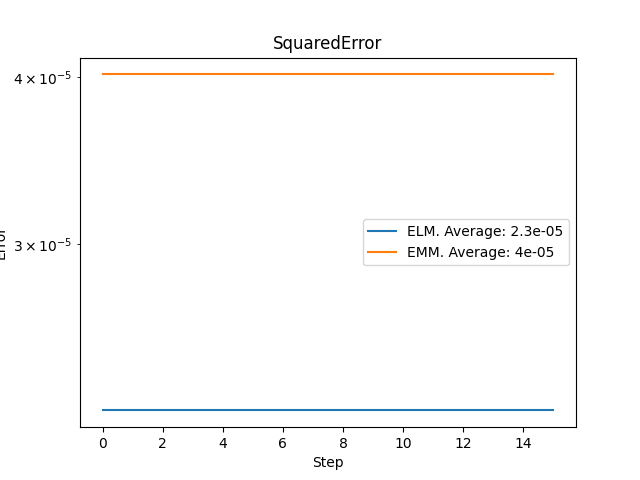 SquaredError
4 × 10⁻⁵
3 × 10⁻⁵
Error
ELM. Average: 2.3e-05
EMM. Average: 4e-05
0 2 4 6 8 10 12 14
Step